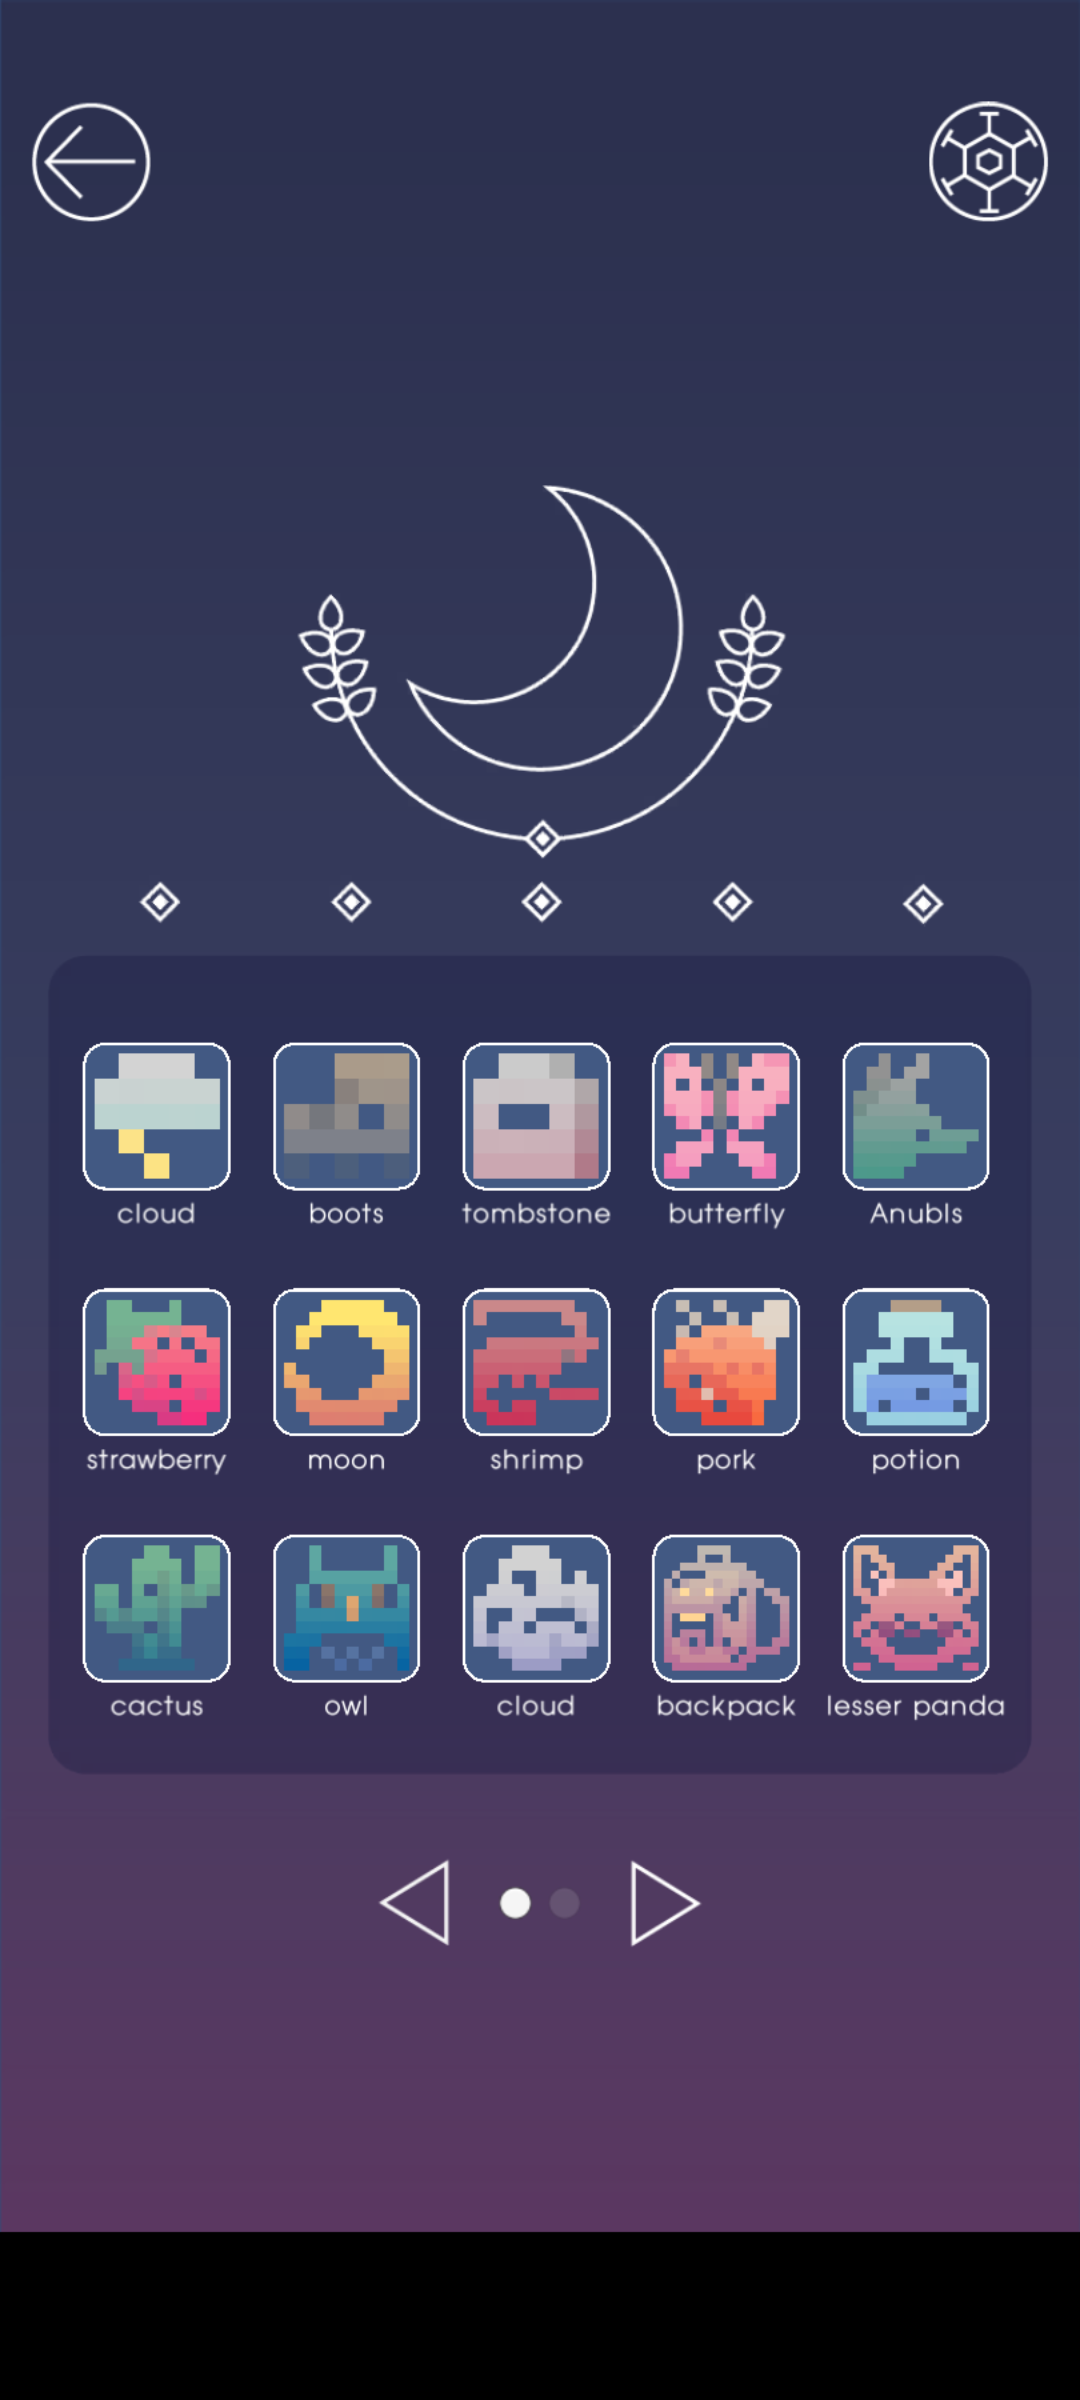 cloud boots tombstone butterfly Anubls
strawberry moon shrimp pork potion
cactus owl cloud backpack lesser panda